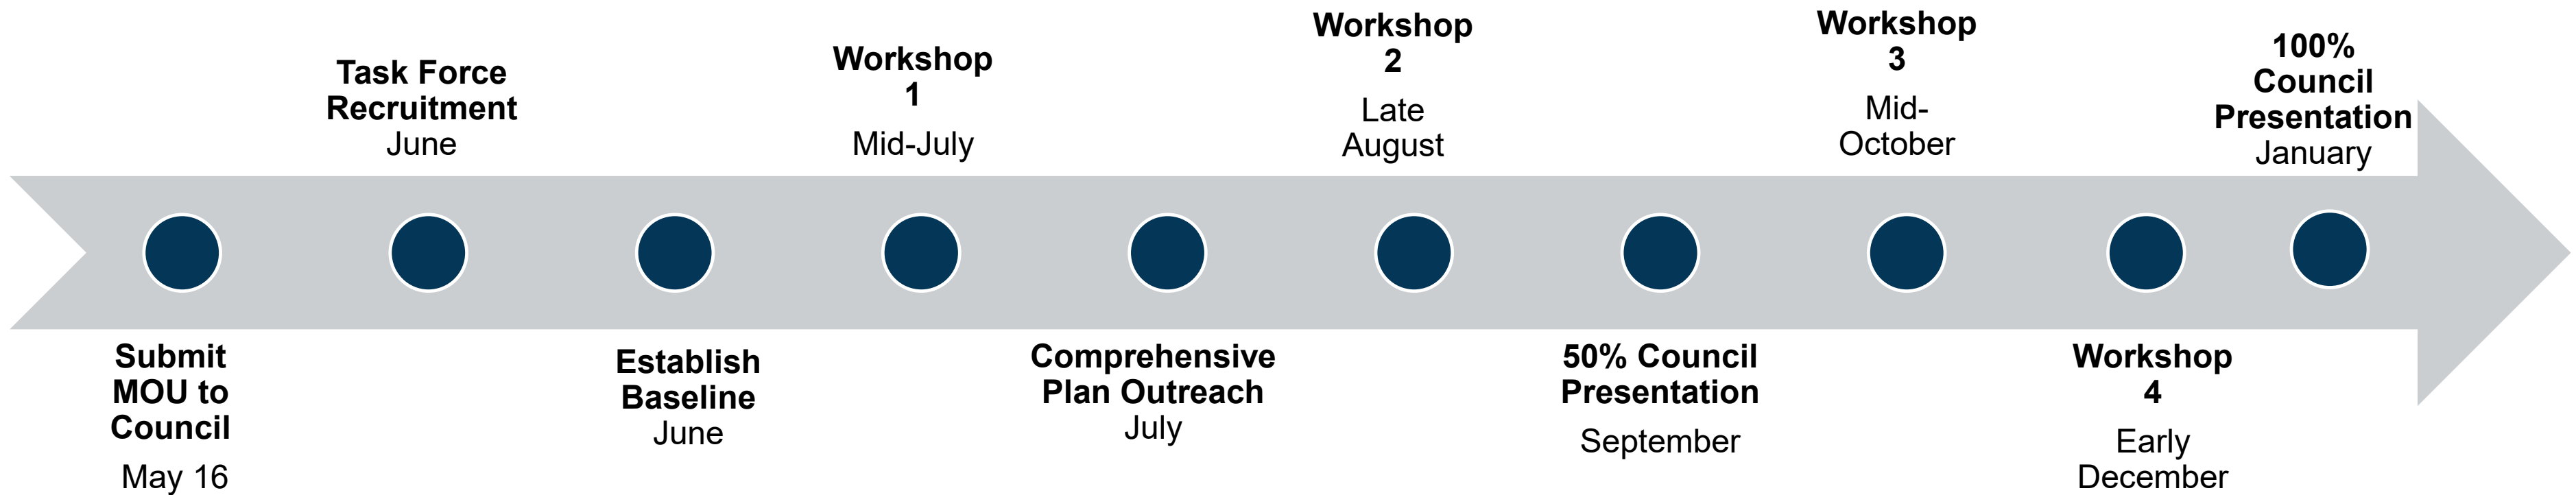 Submit
MOU to
Council
May 16
Task Force
Recruitment
June
Establish
Baseline
June
Workshop
1
Mid-July
Comprehensive
Plan Outreach
July
Workshop
2
Late
August
50% Council
Presentation
September
Workshop
3
Mid-
October
Workshop
4
Early
December
100%
Council
Presentation
January